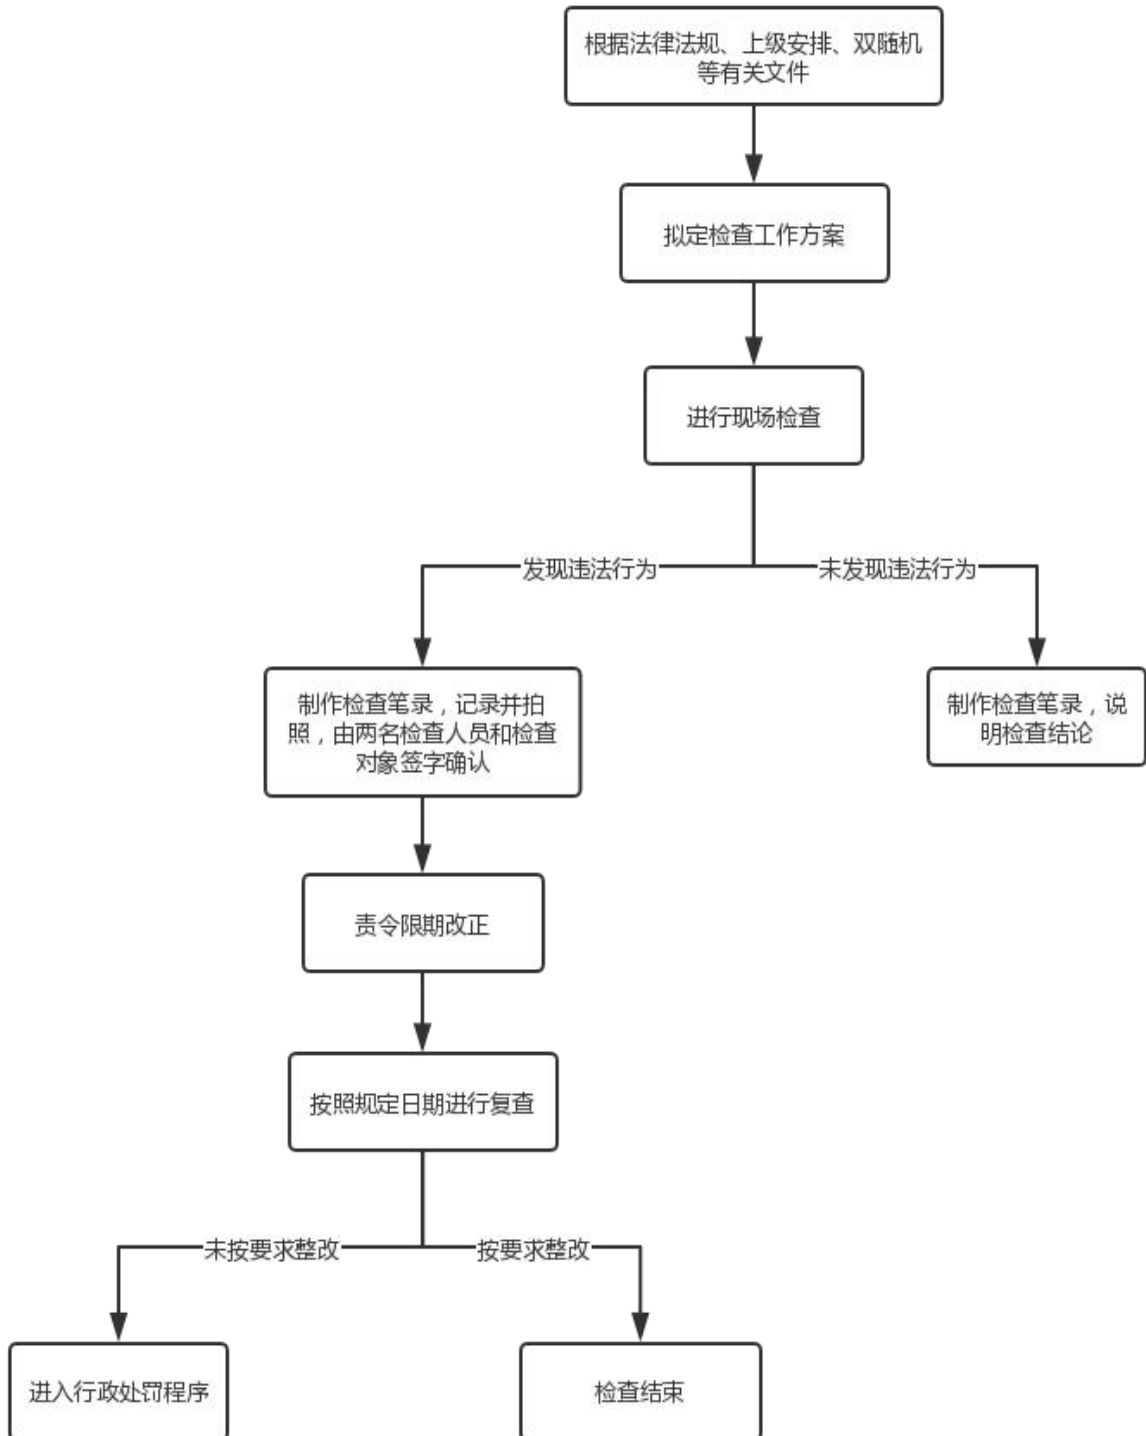 根据法律法规、上级安排、双随机
等有关文件
拟定检查工作方案
进行现场检查
发现违法行为
未发现违法行为
制作检查笔录，记录并拍
照，由两名检查人员和检查
对象签字确认
制作检查笔录，说
明检查结论
责令限期改正
按照规定日期进行复查
未按要求整改
按要求整改
进入行政处罚程序
检查结束